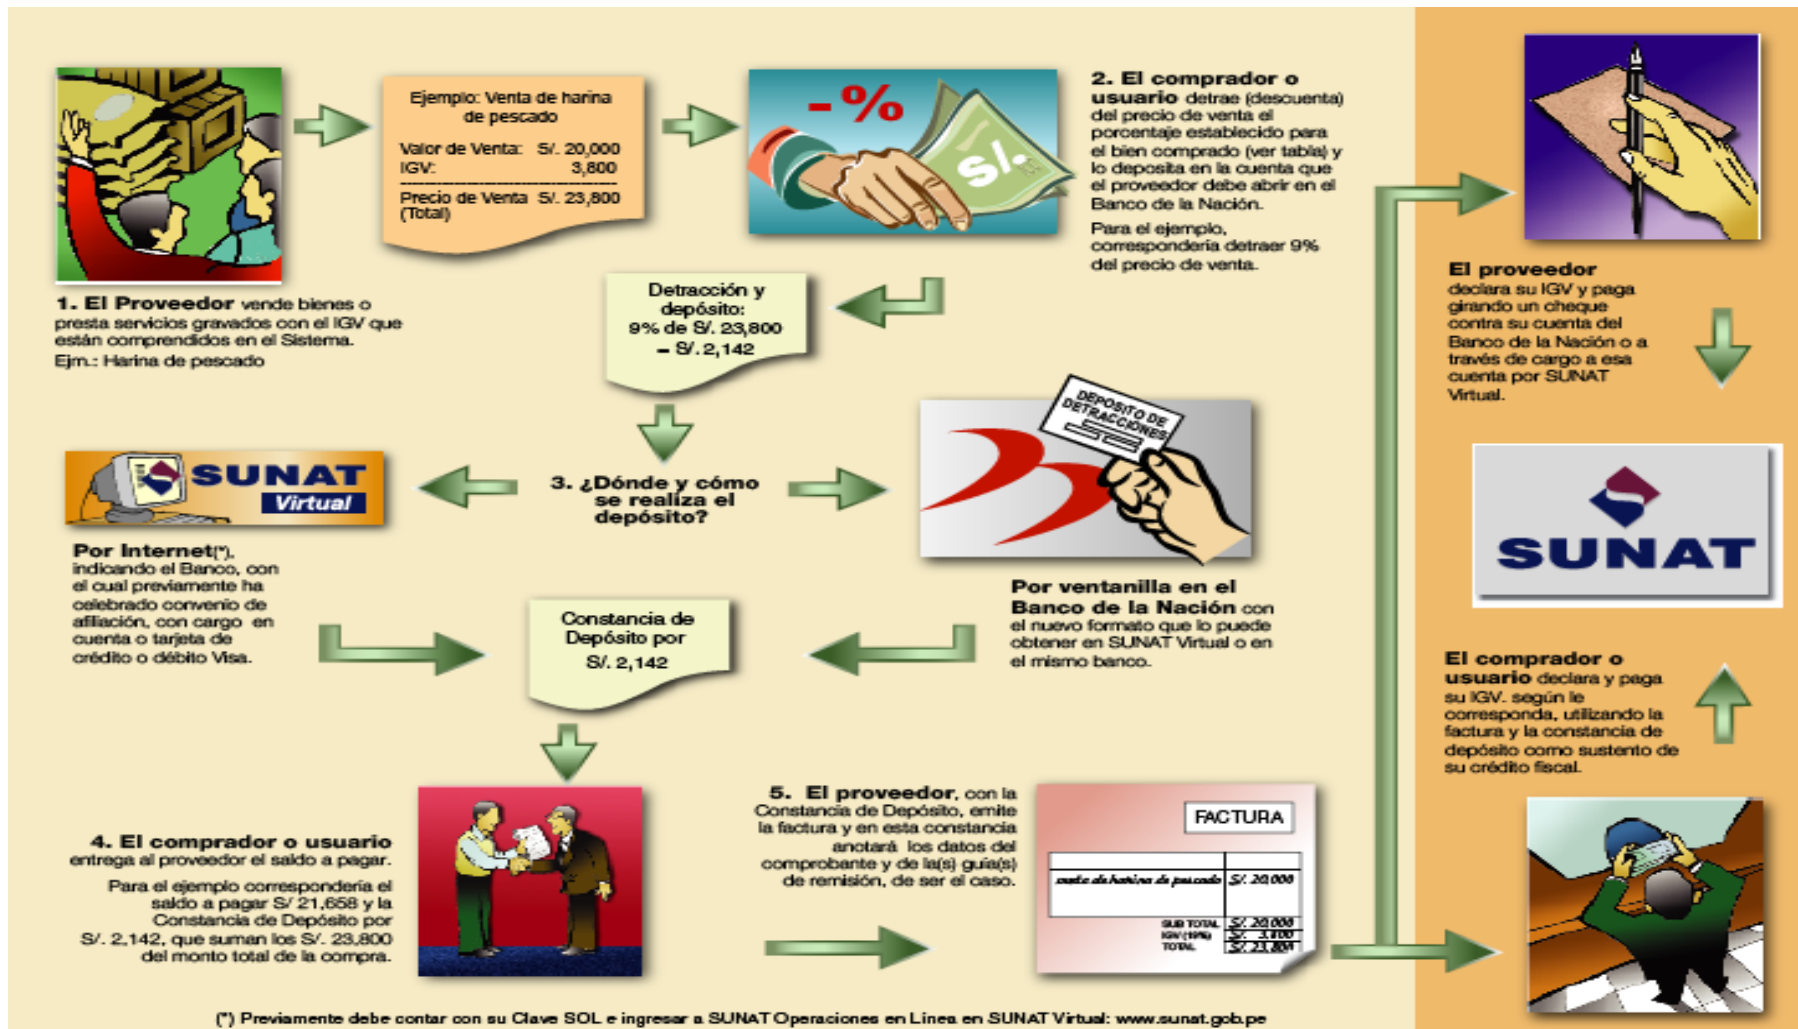 Ejemplo: Venta de harina
de pescado
Valor de Venta: S/. 20,000
IGV: 3,800
Precio de Venta S/. 23,800
(Total)
- %
S/.
1. El Proveedor vende bienes o
presta servicios gravados con el IGV que
están comprendidos en el Sistema.
Ejm.: Harina de pescado
2. El comprador o
usuario detrae (descuenta)
del precio de venta el
porcentaje establecido para
el bien comprado (ver tabla) y
lo deposita en la cuenta que
el proveedor debe abrir en el
Banco de la Nación.
Para el ejemplo,
correspondería detraer 9%
del precio de venta.
Detracción y
depósito:
9% de S/. 23,800
= S/. 2,142
3. ¿Dónde y cómo
se realiza el
depósito?
SUNAT
Virtual
Por Internet(*),
indicando el Banco, con
el cual previamente ha
celebrado convenio de
afiliación, con cargo en
cuenta o tarjeta de
crédito o débito Visa.
DEPOSITO DE
DETRACCIONES
Por ventanilla en el
Banco de la Nación con
el nuevo formato que lo puede
obtener en SUNAT Virtual o en
el mismo banco.
Constancia de
Depósito por
S/. 2,142
4. El comprador o usuario
entrega al proveedor el saldo a pagar.
Para el ejemplo correspondería el
saldo a pagar S/ 21,658 y la
Constancia de Depósito por
S/. 2,142, que suman los S/. 23,800
del monto total de la compra.
5. El proveedor, con la
Constancia de Depósito, emite
la factura y en esta constancia
anotará los datos del
comprobante y de la(s) guía(s)
de remisión, de ser el caso.
FACTURA
venta de harina de pescado S/. 20,000
SUB TOTAL S/. 20,000
IGV (19%) S/. 3,800
TOTAL S/. 23,800
El proveedor
declara su IGV y paga
girando un cheque
contra su cuenta del
Banco de la Nación o a
través de cargo a esa
cuenta por SUNAT
Virtual.
SUNAT
El comprador o
usuario declara y paga
su IGV. según le
corresponda, utilizando la
factura y la constancia de
depósito como sustento de
su crédito fiscal.
(*) Previamente debe contar con su Clave SOL e ingresar a SUNAT Operaciones en Línea en SUNAT Virtual: www.sunat.gob.pe